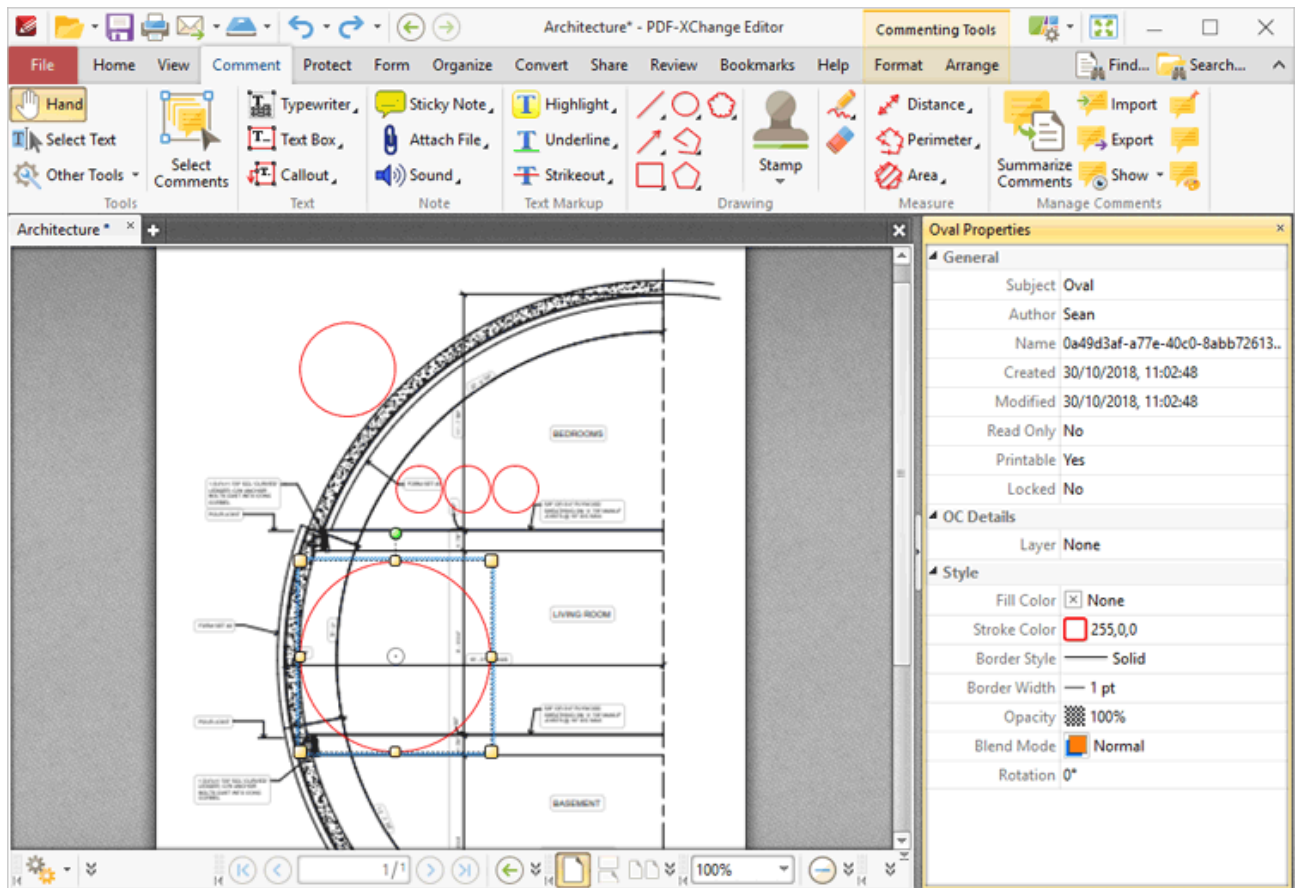 Architecture* - PDF-XChange Editor
Commenting Tools
File Home View Comment Protect Form Organize Convert Share Review Bookmarks Help Format Arrange Find... Search...
Hand
Select Text
Other Tools
Tools
Select Comments
Typewriter
Text Box
Callout
Text
Sticky Note
Attach File
Sound
Note
Highlight
Underline
Strikeout
Text Markup
Stamp
Drawing
Distance
Perimeter
Area
Measure
Summarize Comments
Import
Export
Show
Manage Comments
Architecture *
BEDROOMS
LIVING ROOM
BASEMENT
1/1
100%
Oval Properties
General
Subject Oval
Author Sean
Name 0a49d3af-a77e-40c0-8abb72613..
Created 30/10/2018, 11:02:48
Modified 30/10/2018, 11:02:48
Read Only No
Printable Yes
Locked No
OC Details
Layer None
Style
Fill Color None
Stroke Color 255,0,0
Border Style Solid
Border Width 1 pt
Opacity 100%
Blend Mode Normal
Rotation 0°